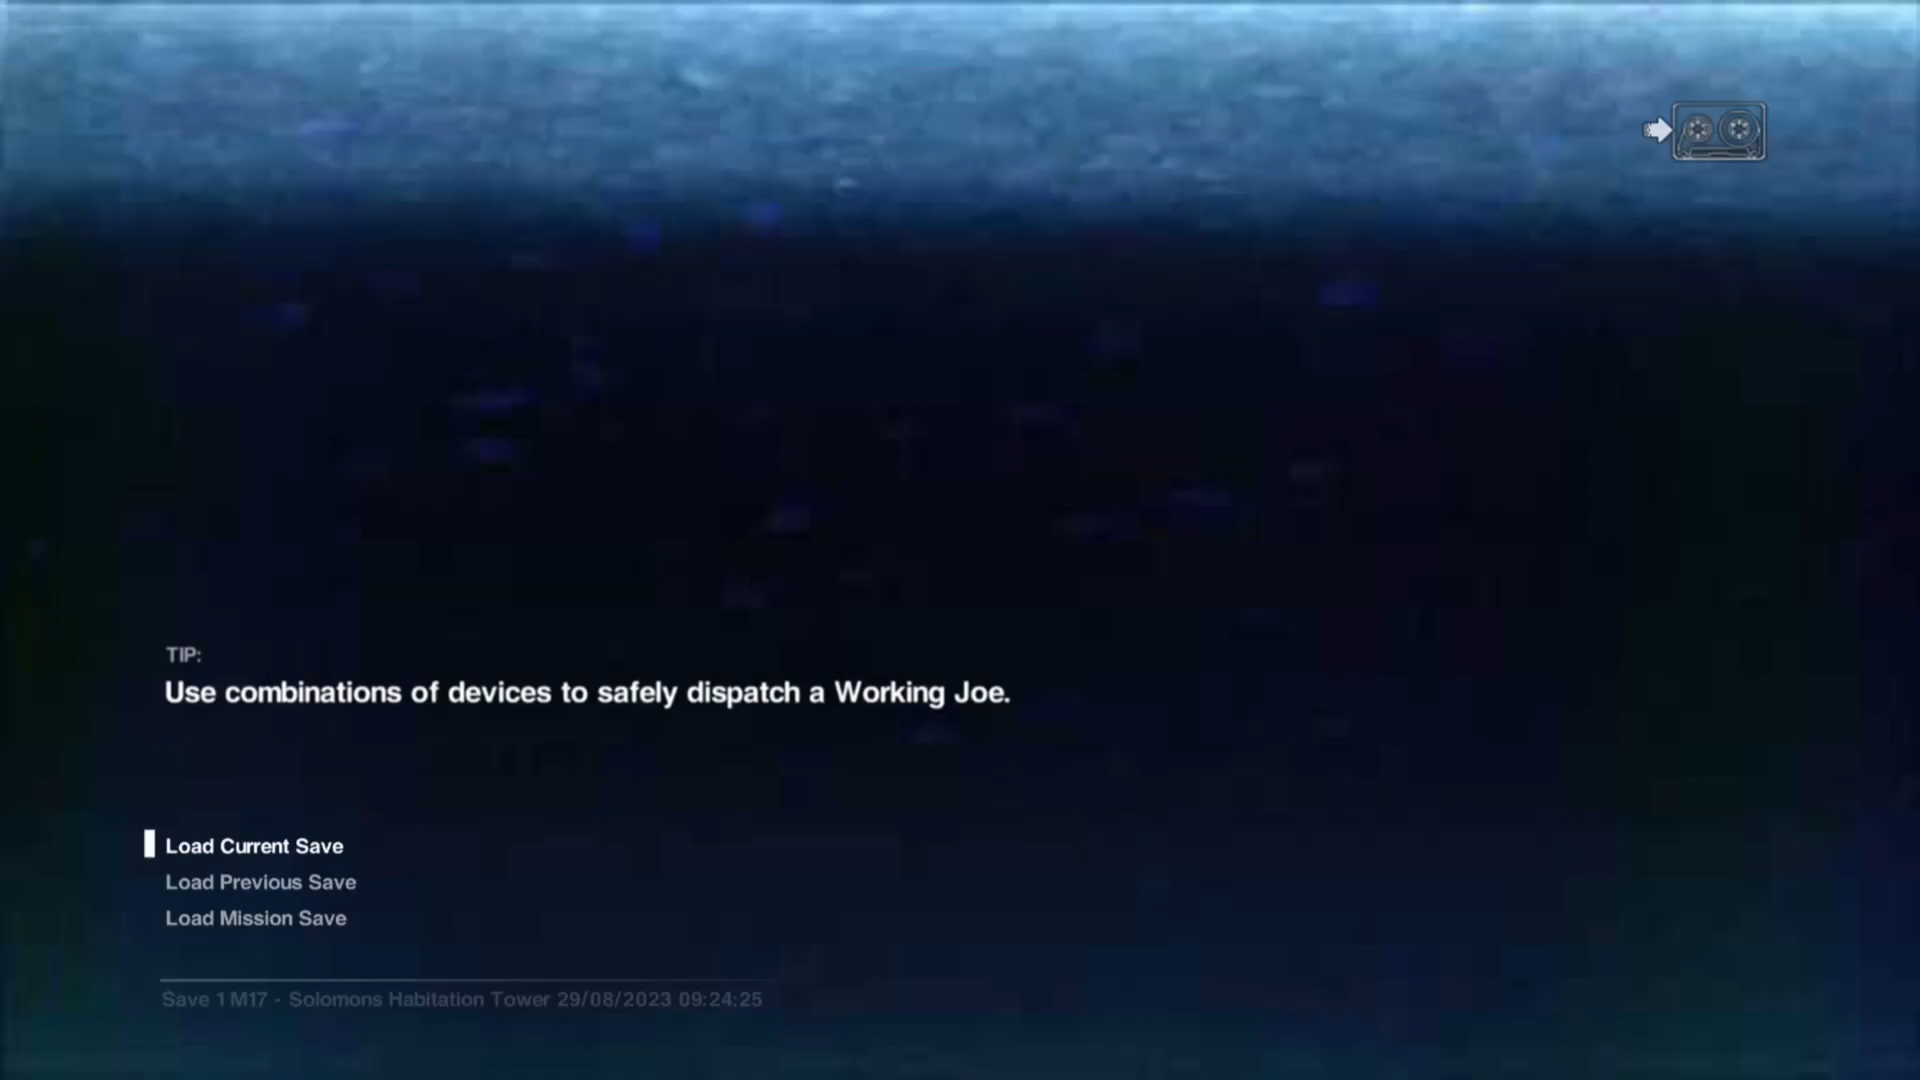 TIP:
Use combinations of devices to safely dispatch a Working Joe.
Load Current Save
Load Previous Save
Load Mission Save
Save 1 M17 - Solomons Habitation Tower 29/08/2023 09:24:25